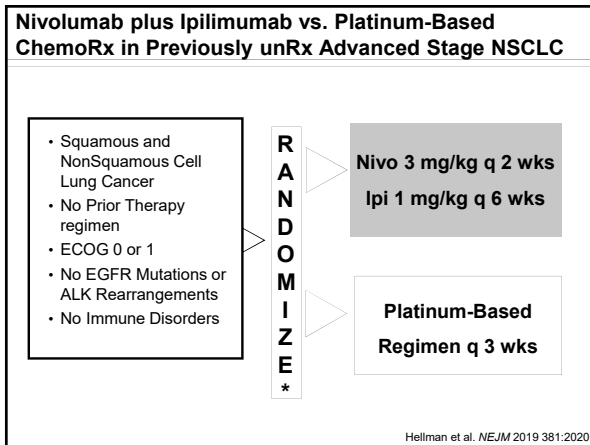 Nivolumab plus Ipilimumab vs. Platinum-Based
ChemoRx in Previously unRx Advanced Stage NSCLC
• Squamous and
NonSquamous Cell
Lung Cancer
• No Prior Therapy
regimen
• ECOG 0 or 1
• No EGFR Mutations or
ALK Rearrangements
• No Immune Disorders
R
A
N
D
O
M
I
Z
E
*
Nivo 3 mg/kg q 2 wks
Ipi 1 mg/kg q 6 wks
Platinum-Based
Regimen q 3 wks
Hellman et al. NEJM 2019 381:2020